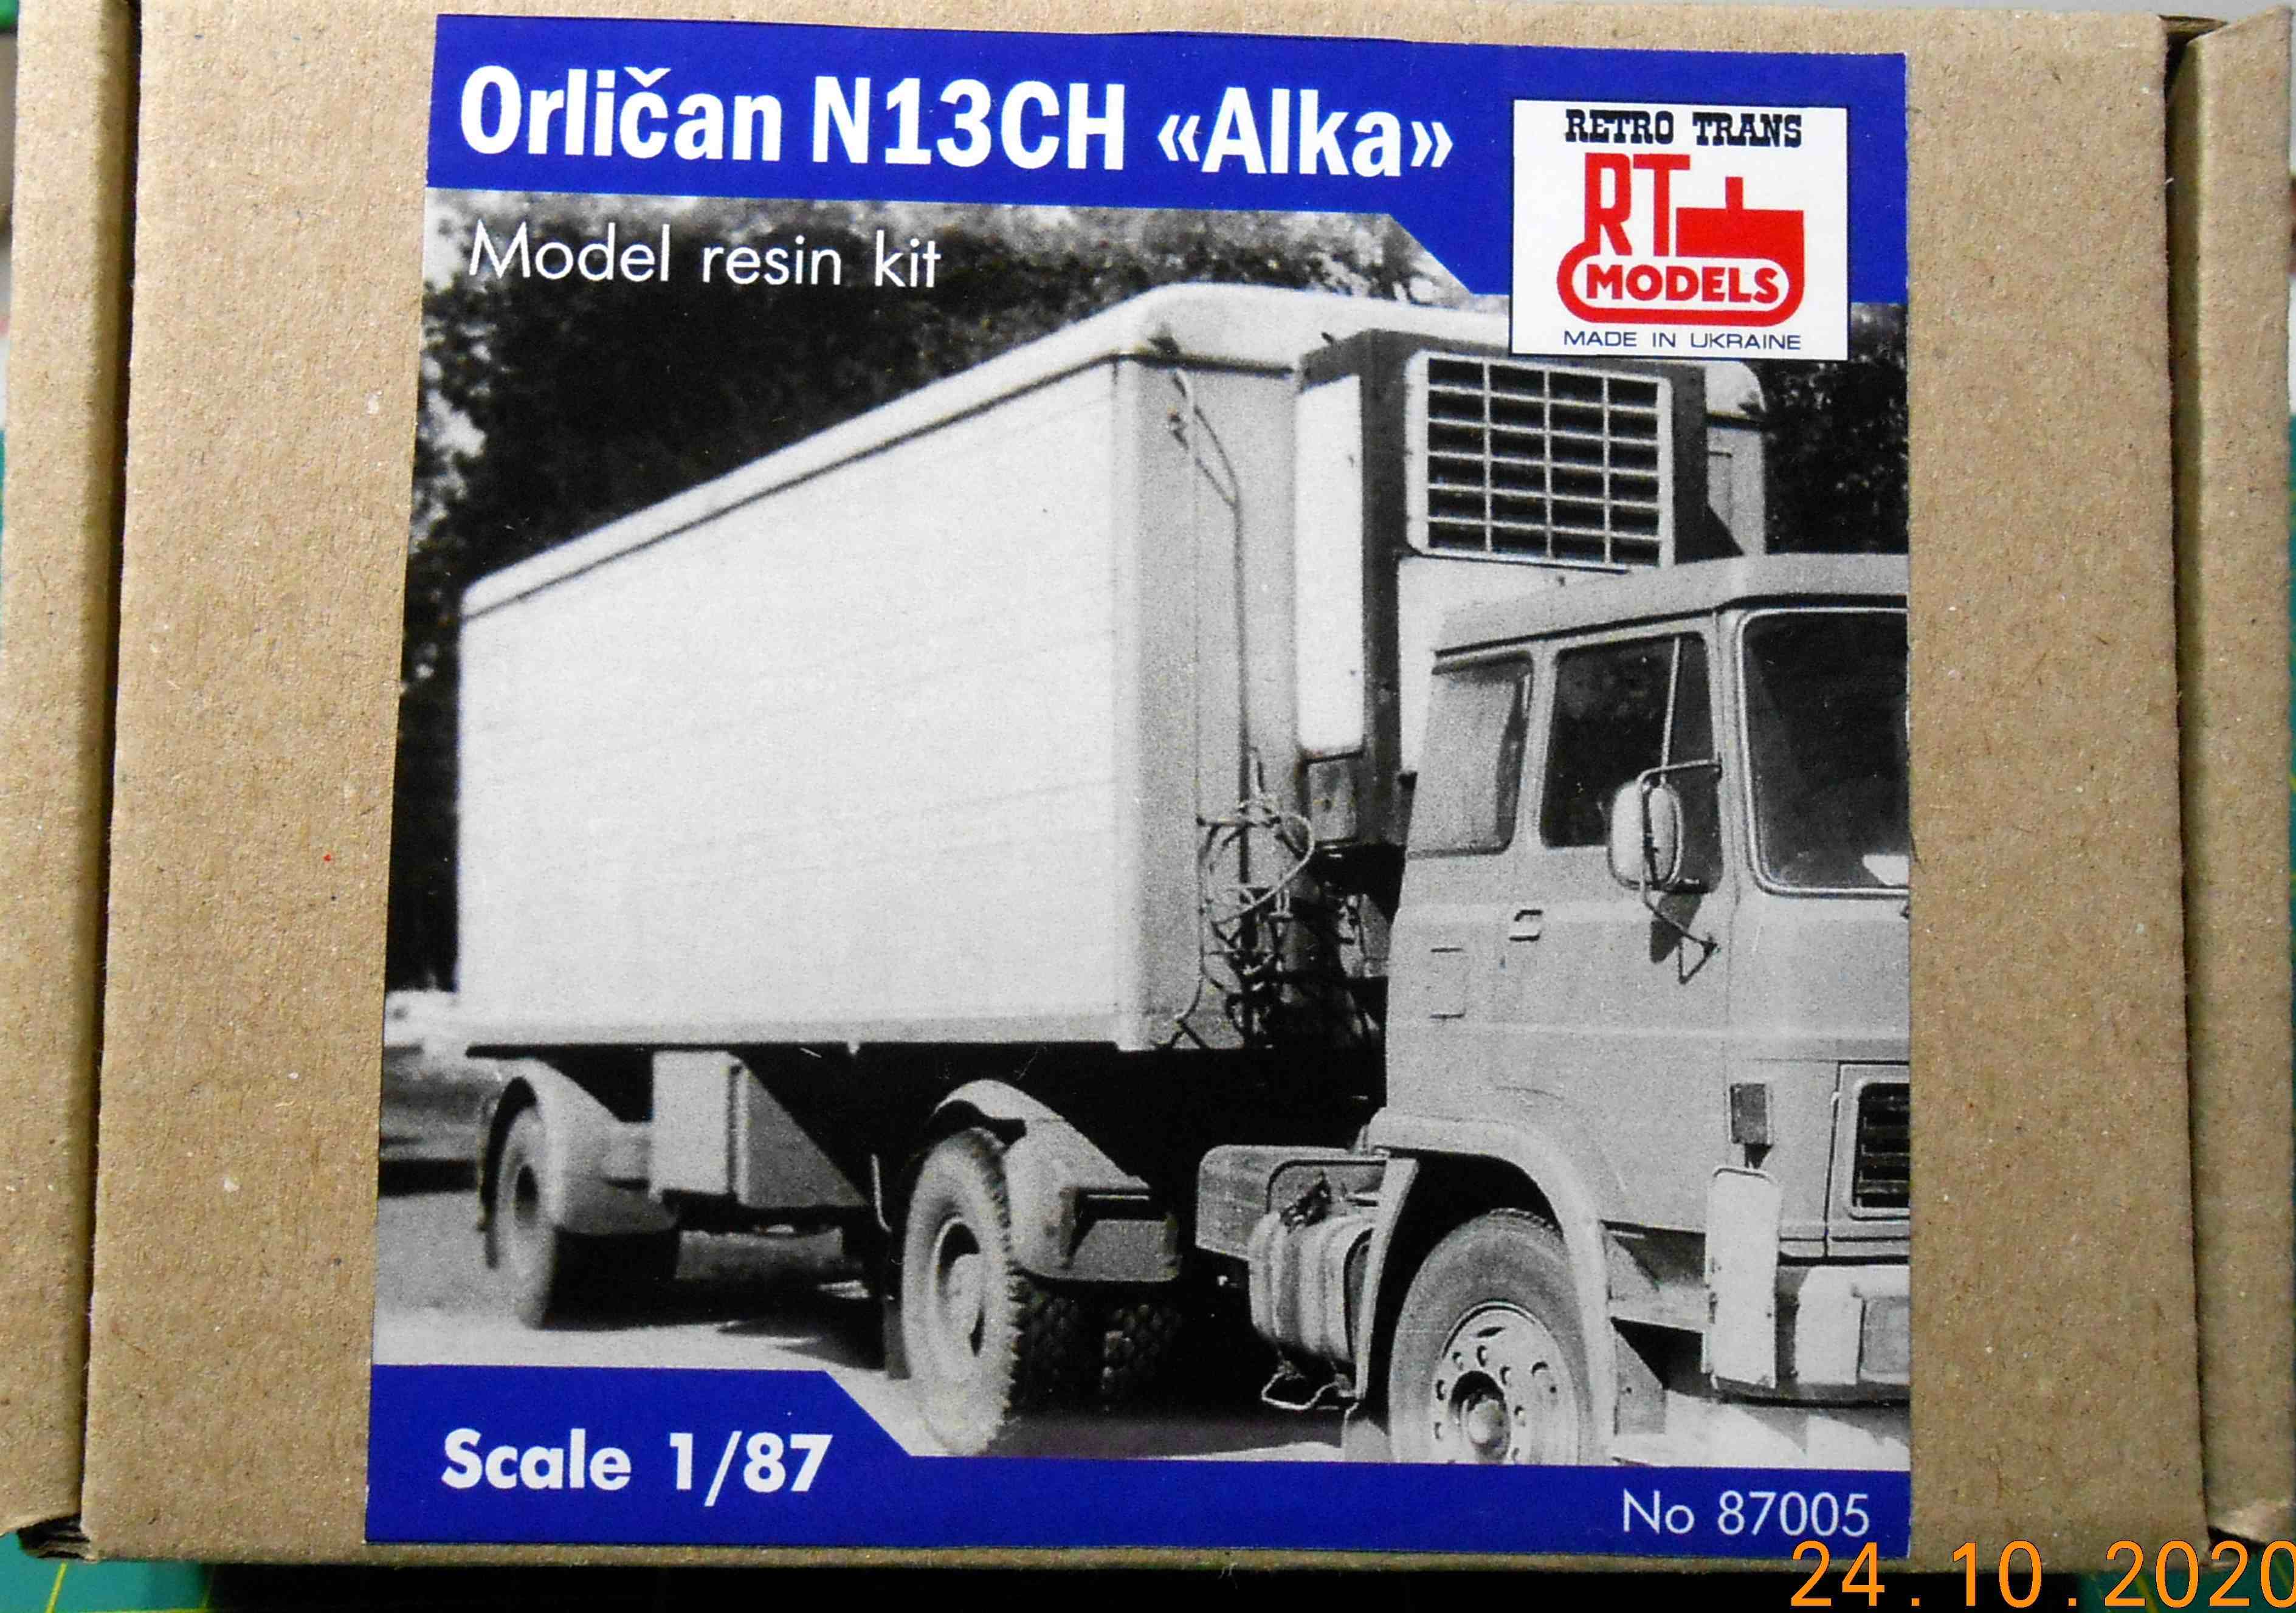 Orličan N13CH «Alka»
RETRO TRANS
RT
MODELS
MADE IN UKRAINE
Model resin kit
Scale 1/87
No 87005
24.10.2020